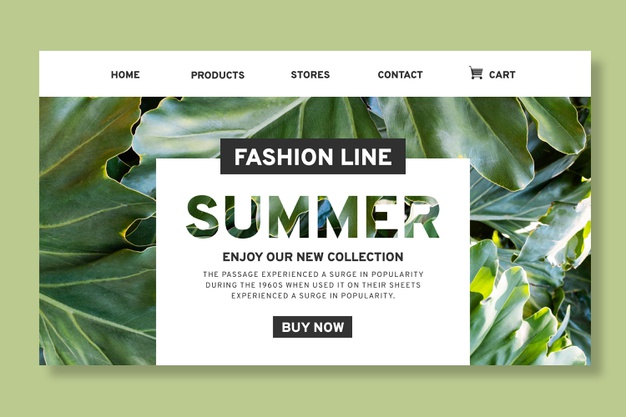 HOME PRODUCTS STORES CONTACT CART
FASHION LINE
SUMMER
ENJOY OUR NEW COLLECTION
THE PASSAGE EXPERIENCED A SURGE IN POPULARITY
DURING THE 1960S WHEN USED IT ON THEIR SHEETS
EXPERIENCED A SURGE IN POPULARITY.
BUY NOW